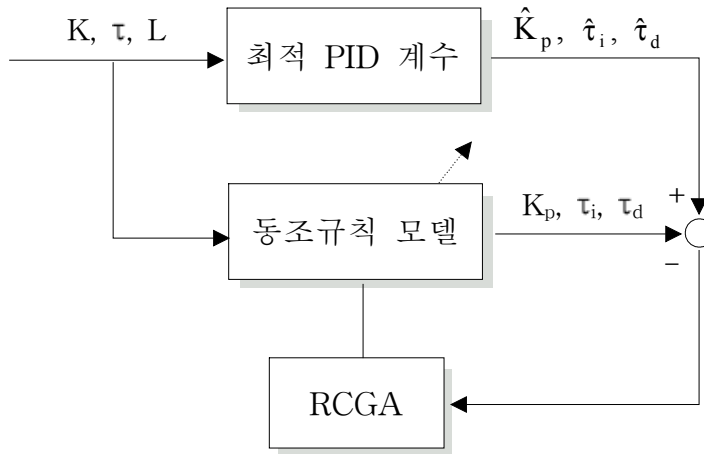 K, τ, L
최적 PID 계수
K̂p, τ̂i, τ̂d
동조규칙 모델
Kp, τi, τd
+
−
RCGA